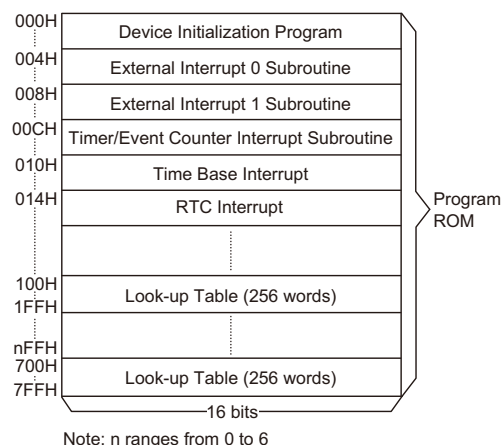 000H
Device Initialization Program
004H
External Interrupt 0 Subroutine
008H
External Interrupt 1 Subroutine
00CH
Timer/Event Counter Interrupt Subroutine
010H
Time Base Interrupt
014H
RTC Interrupt
Program
ROM
100H
Look-up Table (256 words)
1FFH
nFFH
700H
Look-up Table (256 words)
7FFH
16 bits
Note: n ranges from 0 to 6